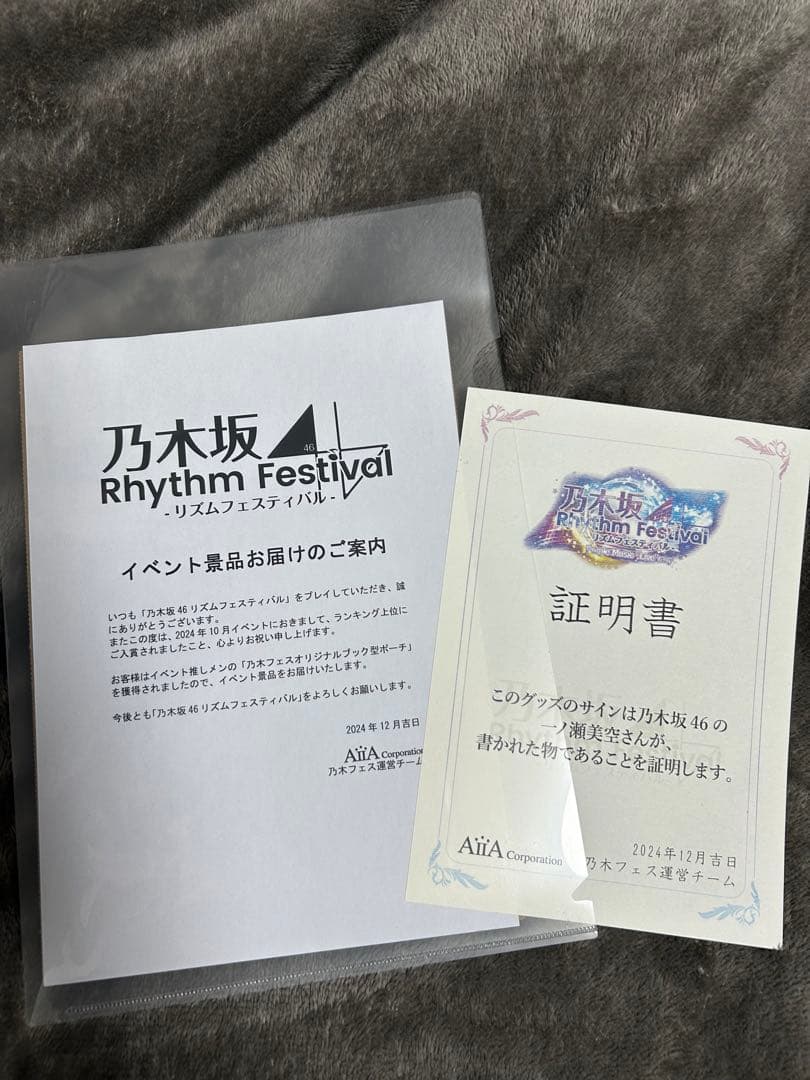 乃木坂46
Rhythm Festival
- リズムフェスティバル -
イベント景品お届けのご案内
いつも「乃木坂46リズムフェスティバル」をプレイしていただき、誠
にありがとうございます。
またこの度は、2024年10月イベントにおきまして、ランキング上位に
ご入賞されましたこと、心よりお祝い申し上げます。
お客様はイベント推しメンの「乃木フェスオリジナルブック型ポーチ」
を獲得されましたので、イベント景品をお届けいたします。
今後とも「乃木坂46リズムフェスティバル」をよろしくお願いします。
2024年12月吉日
AiiA Corporation
乃木フェス運営チーム
乃木坂
Rhythm Festival
- リズムフェスティバル -
証明書
このグッズのサインは乃木坂46の
一ノ瀬美空さんが、
書かれた物であることを証明します。
AiiA Corporation
2024年12月吉日
乃木フェス運営チーム